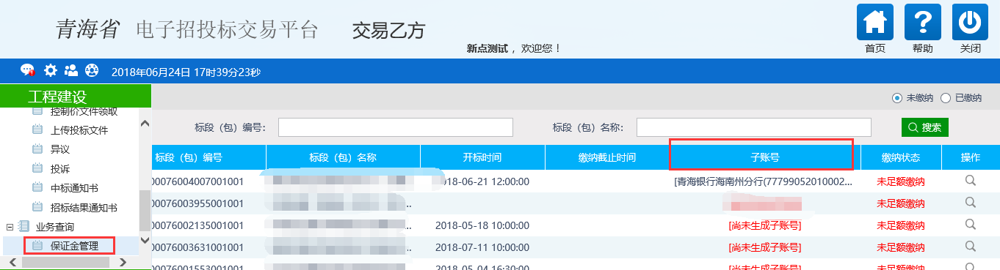 青海省 电子招投标交易平台 交易乙方
新点测试 ，欢迎您！
首页 帮助 关闭
2018年06月24日 17时39分23秒
工程建设
未缴纳 已缴纳
控制价文件领取
上传投标文件
异议
投诉
中标通知书
招标结果通知书
业务查询
保证金管理
标段（包）编号： 标段（包）名称： 搜索
标段（包）编号 标段（包）名称 开标时间 缴纳截止时间 子账号 缴纳状态 操作
00076004007001001 018-06-21 12:00:00 [青海银行海南州分行(77799052010002... 未足额缴纳
00076003955001001 .. 未足额缴纳
00076002135001001 .. 2018-05-18 10:00:00 [尚未生成子账号] 未足额缴纳
00076003631001001 .. 2018-07-11 10:00:00 [尚未生成子账号] 未足额缴纳
00076001553001001 2018-05-04 16:30:00 [尚未生成子账号] 未足额缴纳